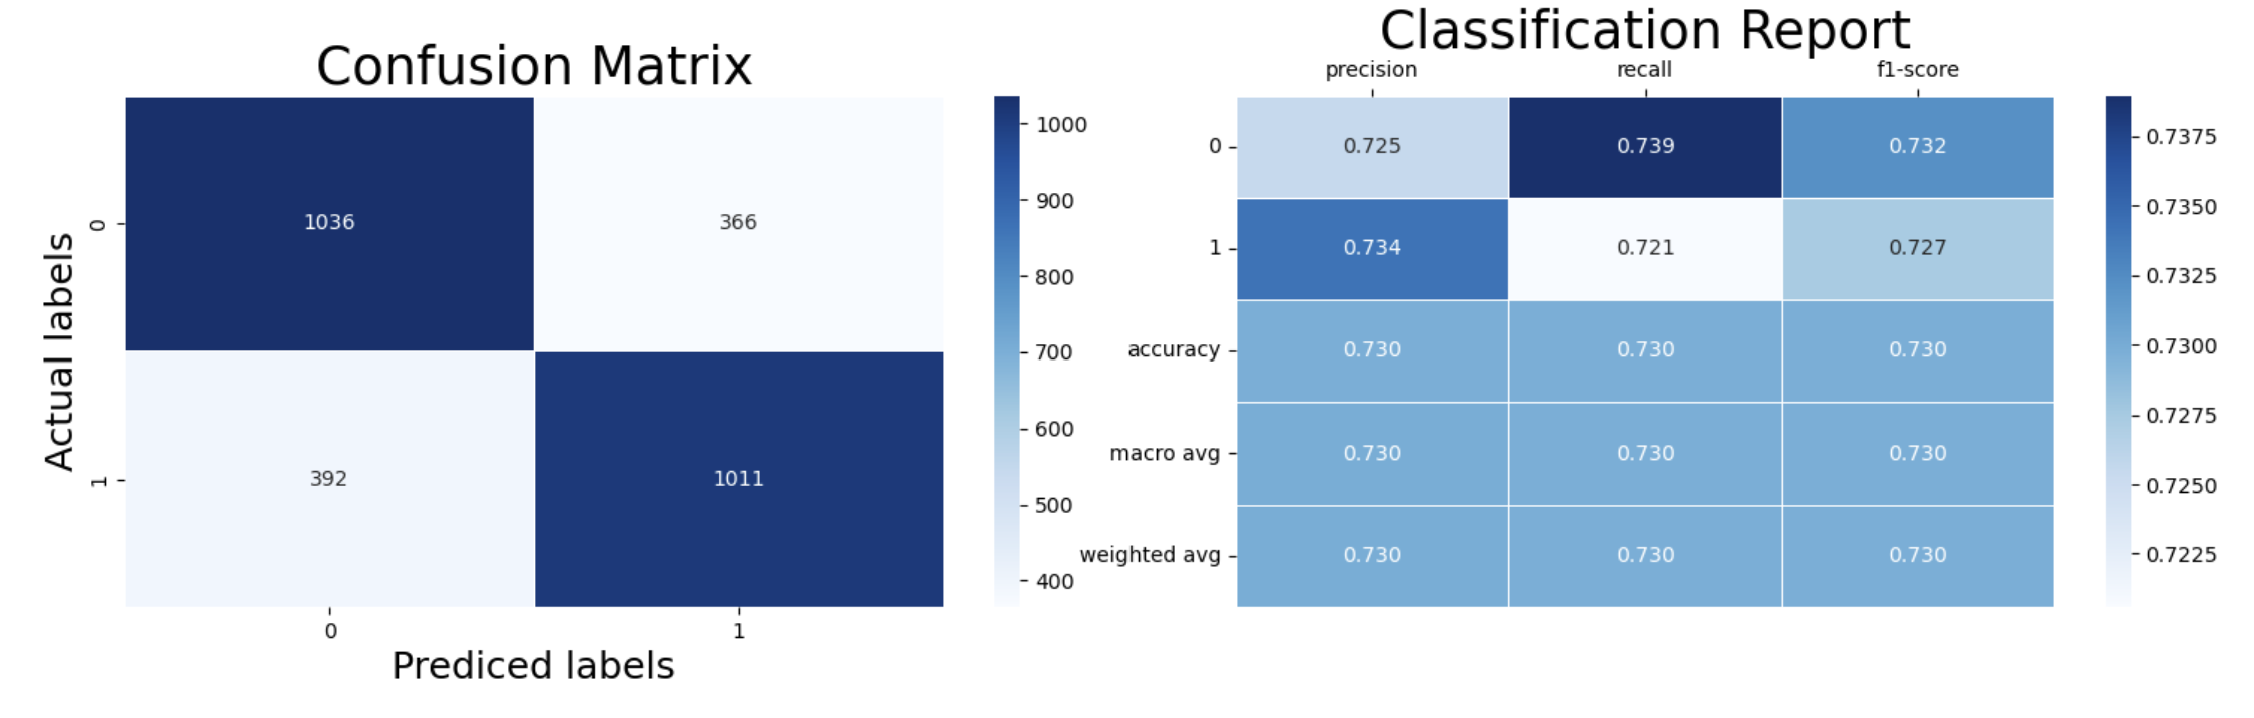 Confusion Matrix
Actual labels
0
1036
366
1
392
1011
0
1
Prediced labels
1000
900
800
700
600
500
400
Classification Report
precision recall f1-score
0 0.725 0.739 0.732
1 0.734 0.721 0.727
accuracy 0.730 0.730 0.730
macro avg 0.730 0.730 0.730
weighted avg 0.730 0.730 0.730
0.7375
0.7350
0.7325
0.7300
0.7275
0.7250
0.7225